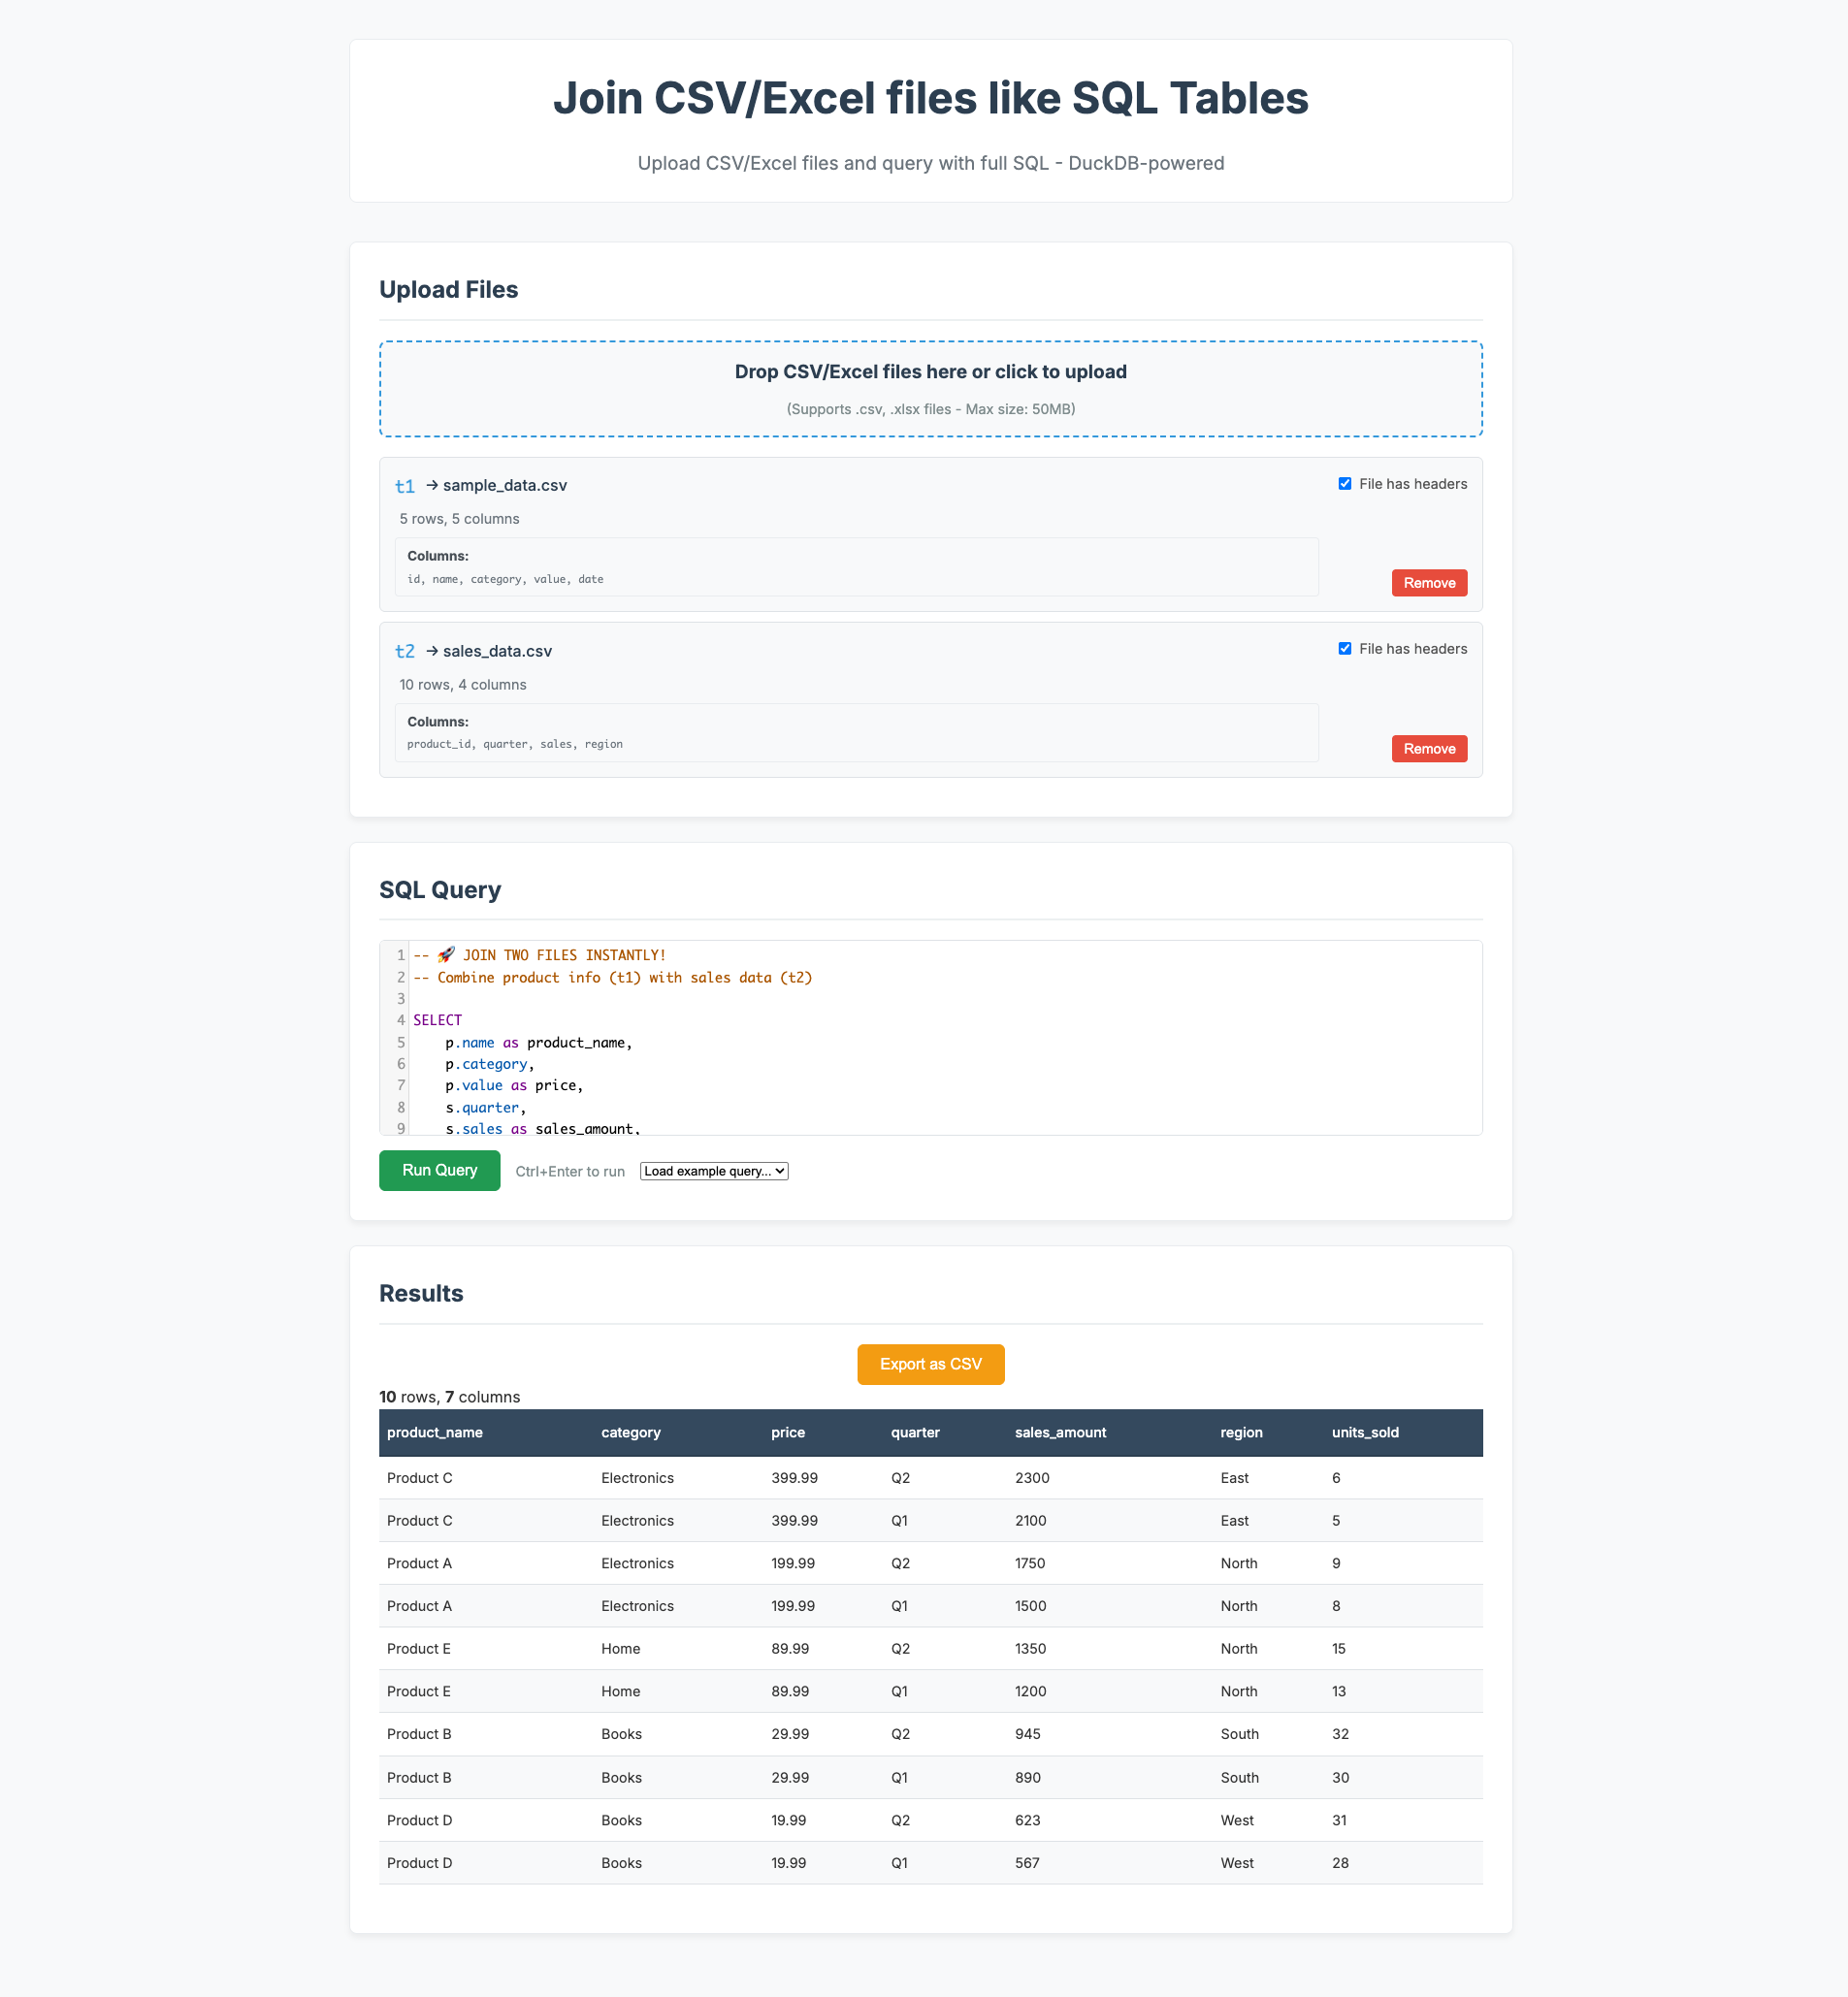 Join CSV/Excel files like SQL Tables
Upload CSV/Excel files and query with full SQL - DuckDB-powered
Upload Files
Drop CSV/Excel files here or click to upload
(Supports .csv, .xlsx files - Max size: 50MB)
t1 → sample_data.csv
File has headers
5 rows, 5 columns
Columns:
id, name, category, value, date
Remove
t2 → sales_data.csv
File has headers
10 rows, 4 columns
Columns:
product_id, quarter, sales, region
Remove
SQL Query
1 -- 🚀 JOIN TWO FILES INSTANTLY!
2 -- Combine product info (t1) with sales data (t2)
3
4 SELECT
5     p.name as product_name,
6     p.category,
7     p.value as price,
8     s.quarter,
9     s.sales as sales_amount,
Run Query Ctrl+Enter to run Load example query...
Results
Export as CSV
10 rows, 7 columns
product_name category price quarter sales_amount region units_sold
Product C Electronics 399.99 Q2 2300 East 6
Product C Electronics 399.99 Q1 2100 East 5
Product A Electronics 199.99 Q2 1750 North 9
Product A Electronics 199.99 Q1 1500 North 8
Product E Home 89.99 Q2 1350 North 15
Product E Home 89.99 Q1 1200 North 13
Product B Books 29.99 Q2 945 South 32
Product B Books 29.99 Q1 890 South 30
Product D Books 19.99 Q2 623 West 31
Product D Books 19.99 Q1 567 West 28